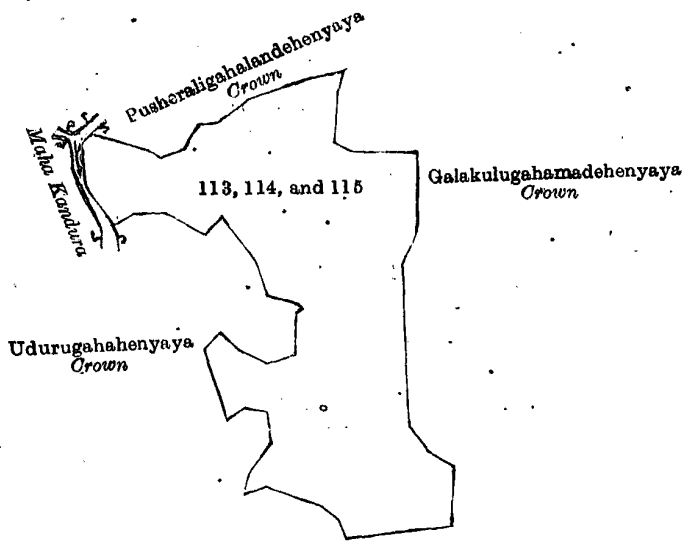 Pusheraligahalandehenyaya
Crown
Maha Kandura
113, 114, and 115
Galakulugahamadehenyaya
Crown
Udurugahahenyaya
Crown